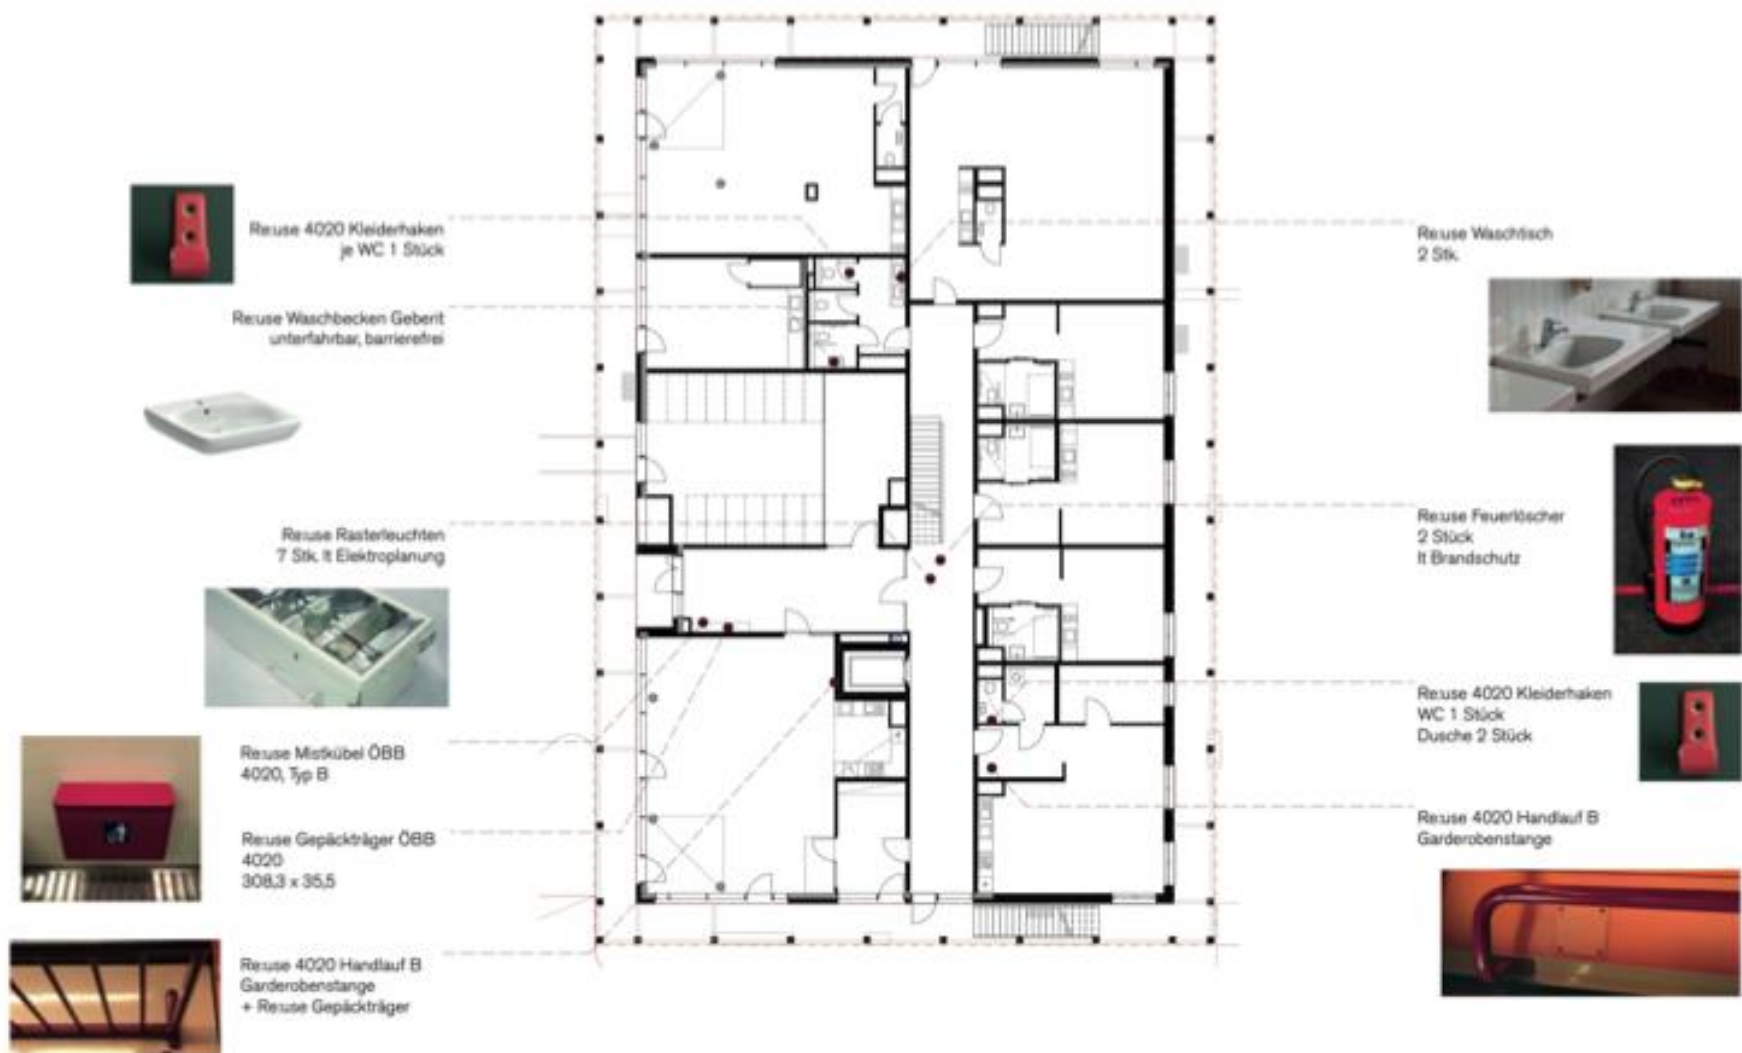 Re:use 4020 Kleiderhaken
je WC 1 Stück
Re:use Waschbecken Geberit
unterfahrbar, barrierefrei
Re:use Rasterleuchten
7 Stk. lt Elektroplanung
Re:use Mistkübel ÖBB
4020, Typ B
Re:use Gepäckträger ÖBB
4020
308,3 x 35,5
Re:use 4020 Handlauf B
Garderobenstange
+ Re:use Gepäckträger
Re:use Waschtisch
2 Stk.
Re:use Feuerlöscher
2 Stück
lt Brandschutz
Re:use 4020 Kleiderhaken
WC 1 Stück
Dusche 2 Stück
Re:use 4020 Handlauf B
Garderobenstange